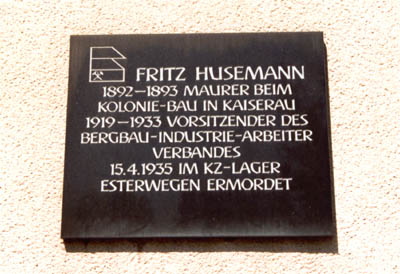 FRITZ HUSEMANN
1892–1893 MAURER BEIM
KOLONIE-BAU IN KAISERAU
1919–1933 VORSITZENDER DES
BERGBAU-INDUSTRIE-ARBEITER
VERBANDES
15.4.1935 IM KZ-LAGER
ESTERWEGEN ERMORDET